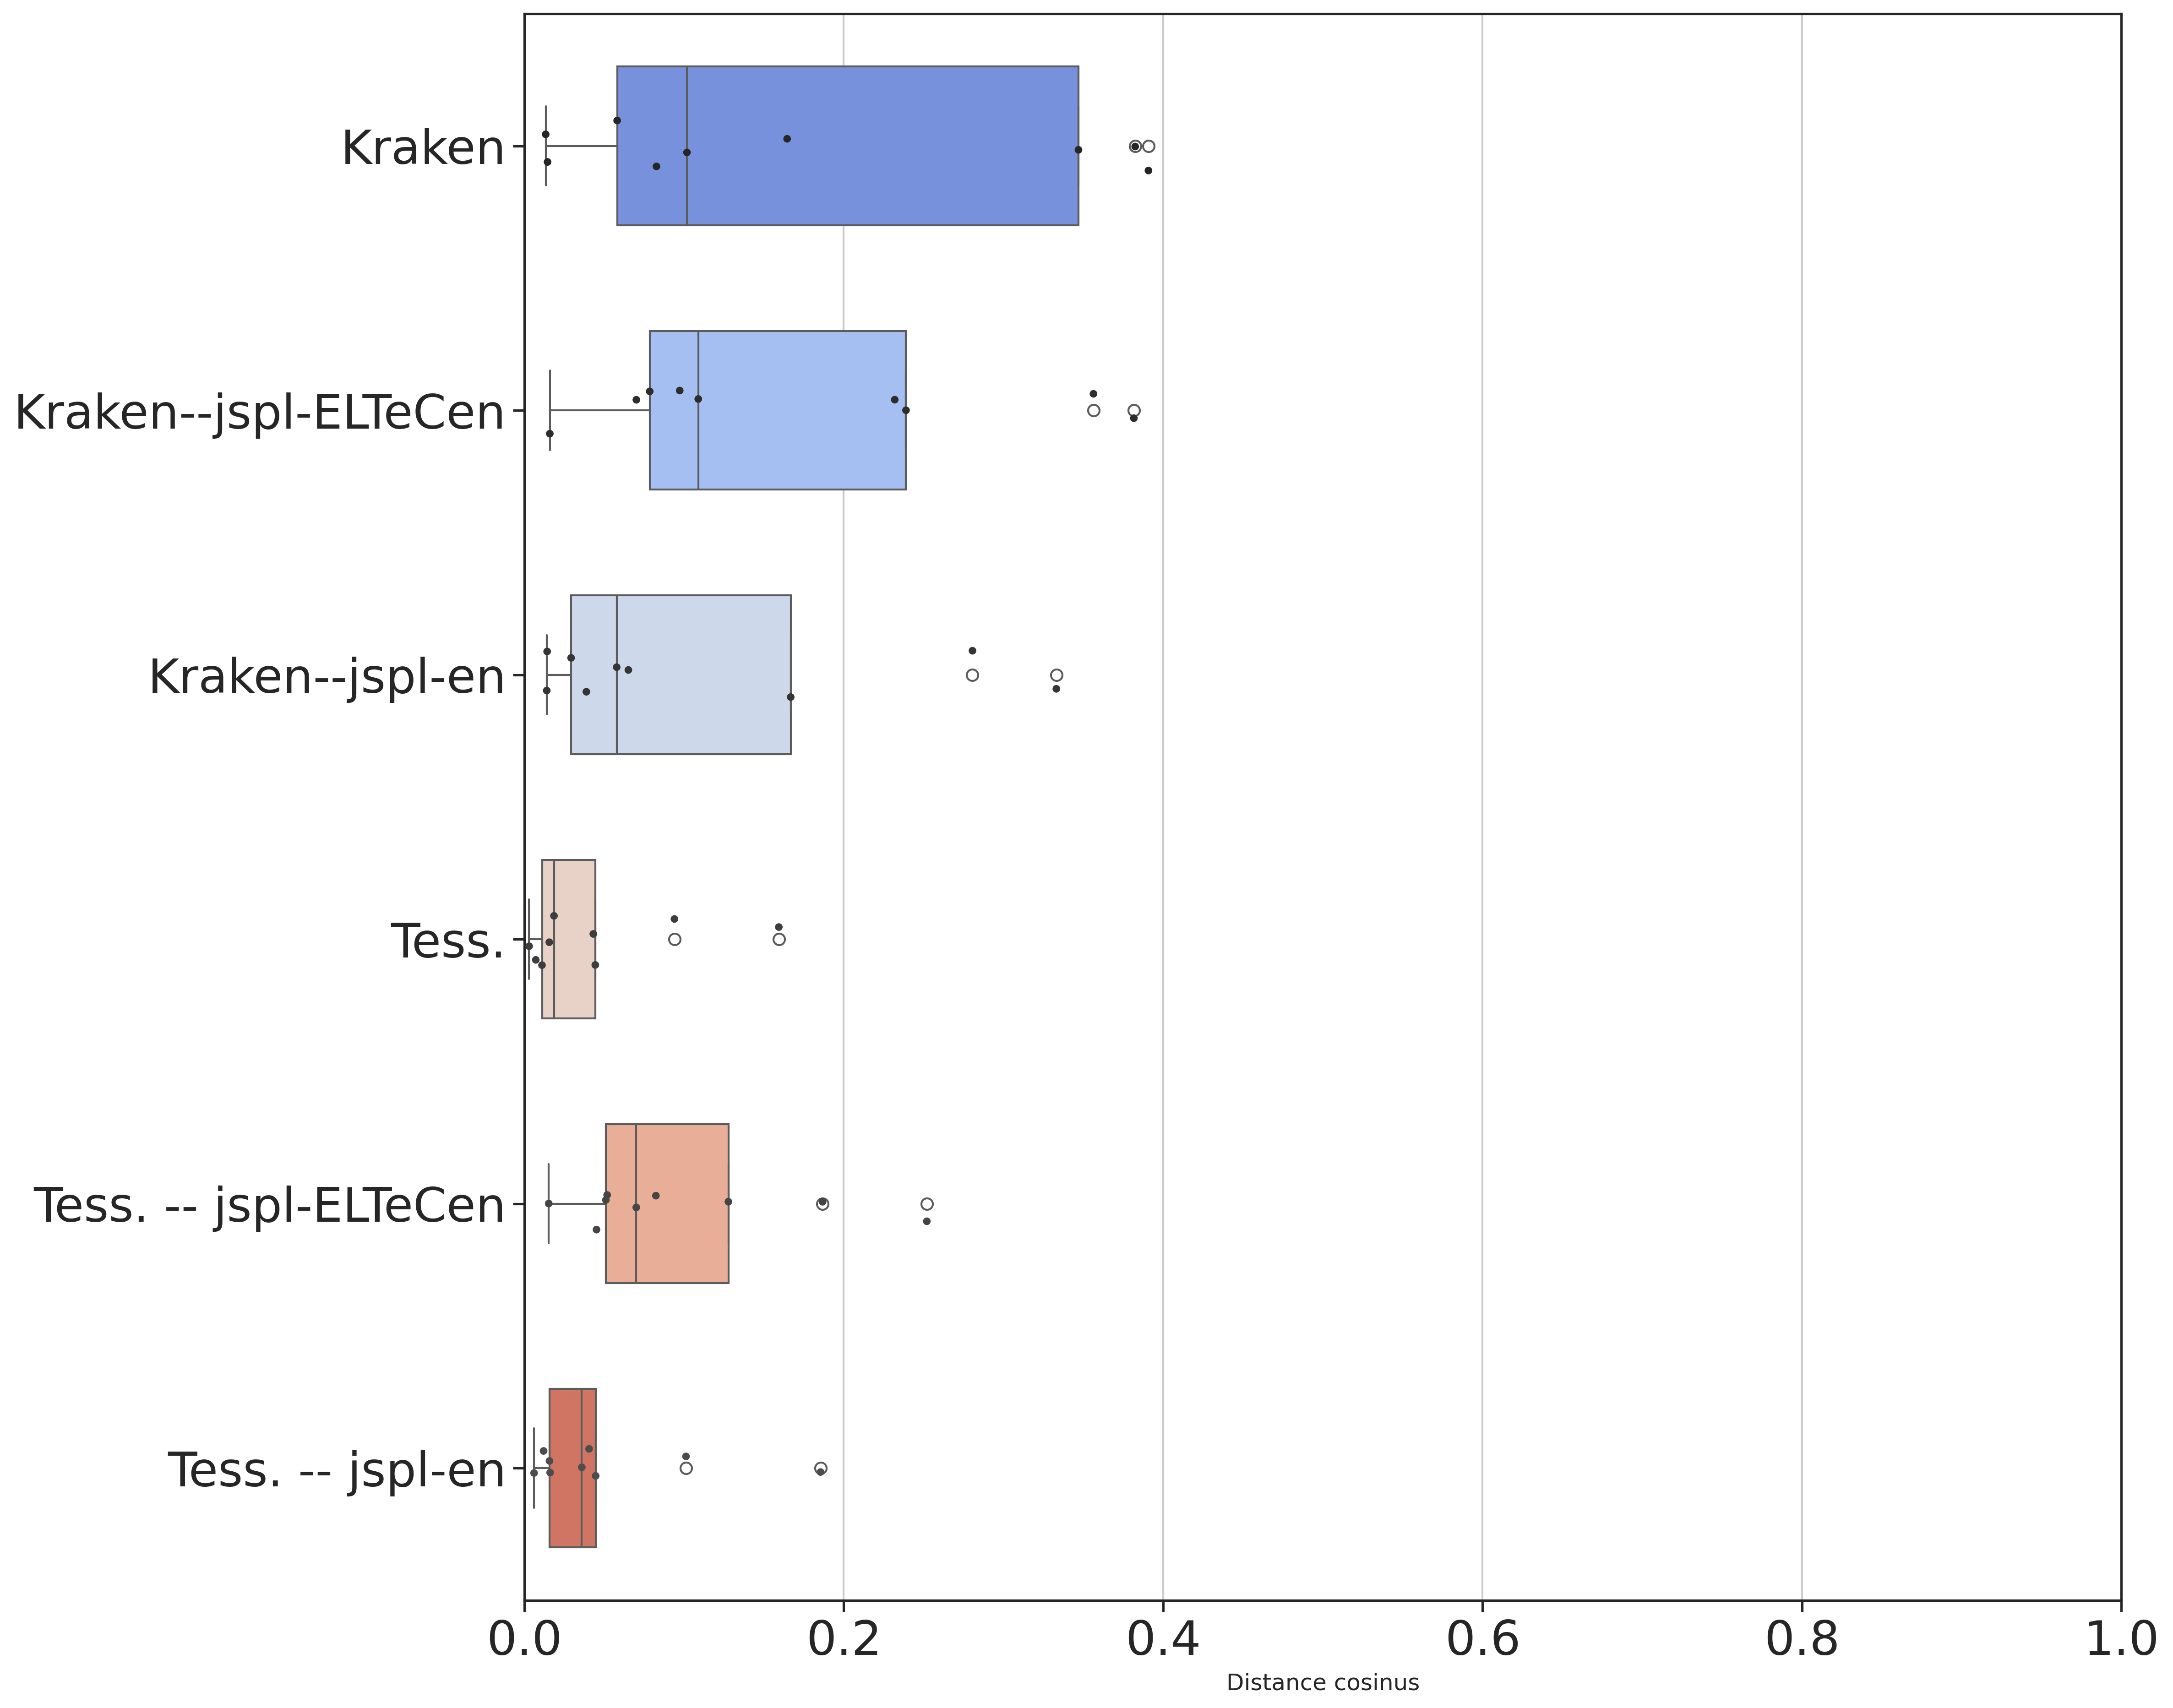 Kraken
Kraken--jspl-ELTeCen
Kraken--jspl-en
Tess.
Tess. -- jspl-ELTeCen
Tess. -- jspl-en
0.0 0.2 0.4 0.6 0.8 1.0
Distance cosinus